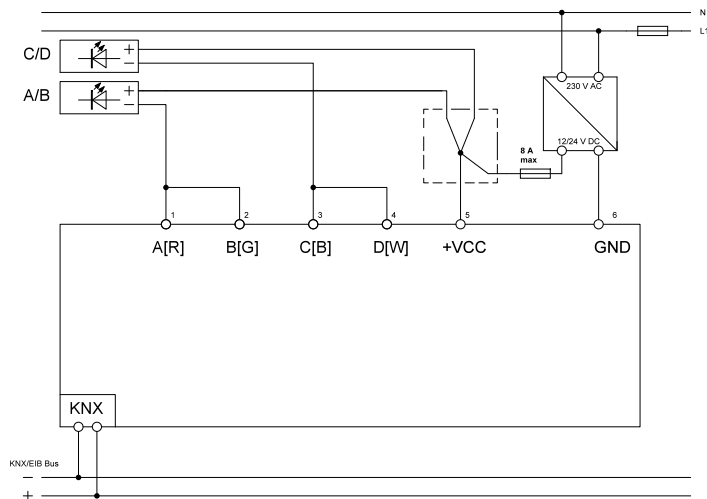 N
L1
C/D
+
−
A/B
+
−
230 V AC
12/24 V DC
8 A
max
1
2
3
4
5
6
A[R]
B[G]
C[B]
D[W]
+VCC
GND
KNX
KNX/EIB Bus
−
+